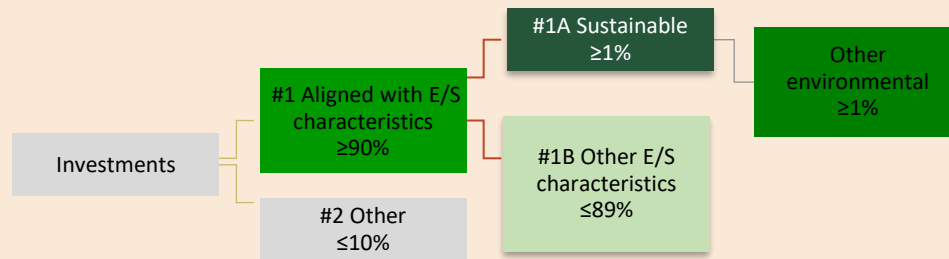 #1A Sustainable
≥1%
Other
environmental
≥1%
#1 Aligned with E/S
characteristics
≥90%
Investments
#1B Other E/S
characteristics
≤89%
#2 Other
≤10%